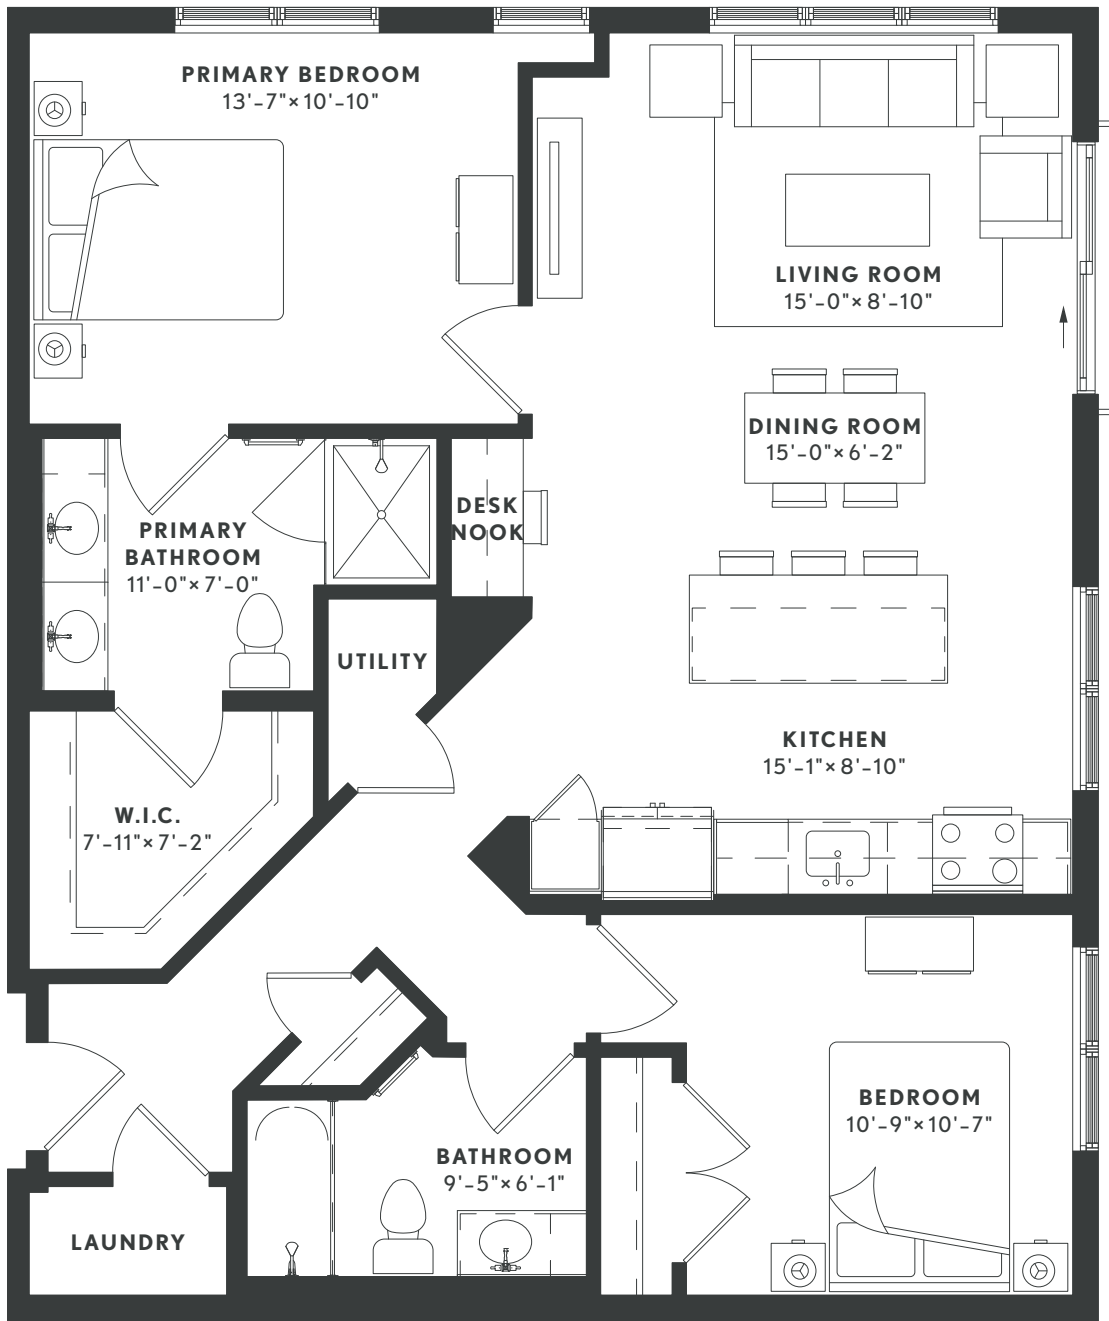 PRIMARY BEDROOM
13'-7"×10'-10"
LIVING ROOM
15'-0"×8'-10"
DINING ROOM
15'-0"×6'-2"
DESK
NOOK
PRIMARY
BATHROOM
11'-0"×7'-0"
UTILITY
KITCHEN
15'-1"×8'-10"
W.I.C.
7'-11"×7'-2"
BEDROOM
10'-9"×10'-7"
BATHROOM
9'-5"×6'-1"
LAUNDRY